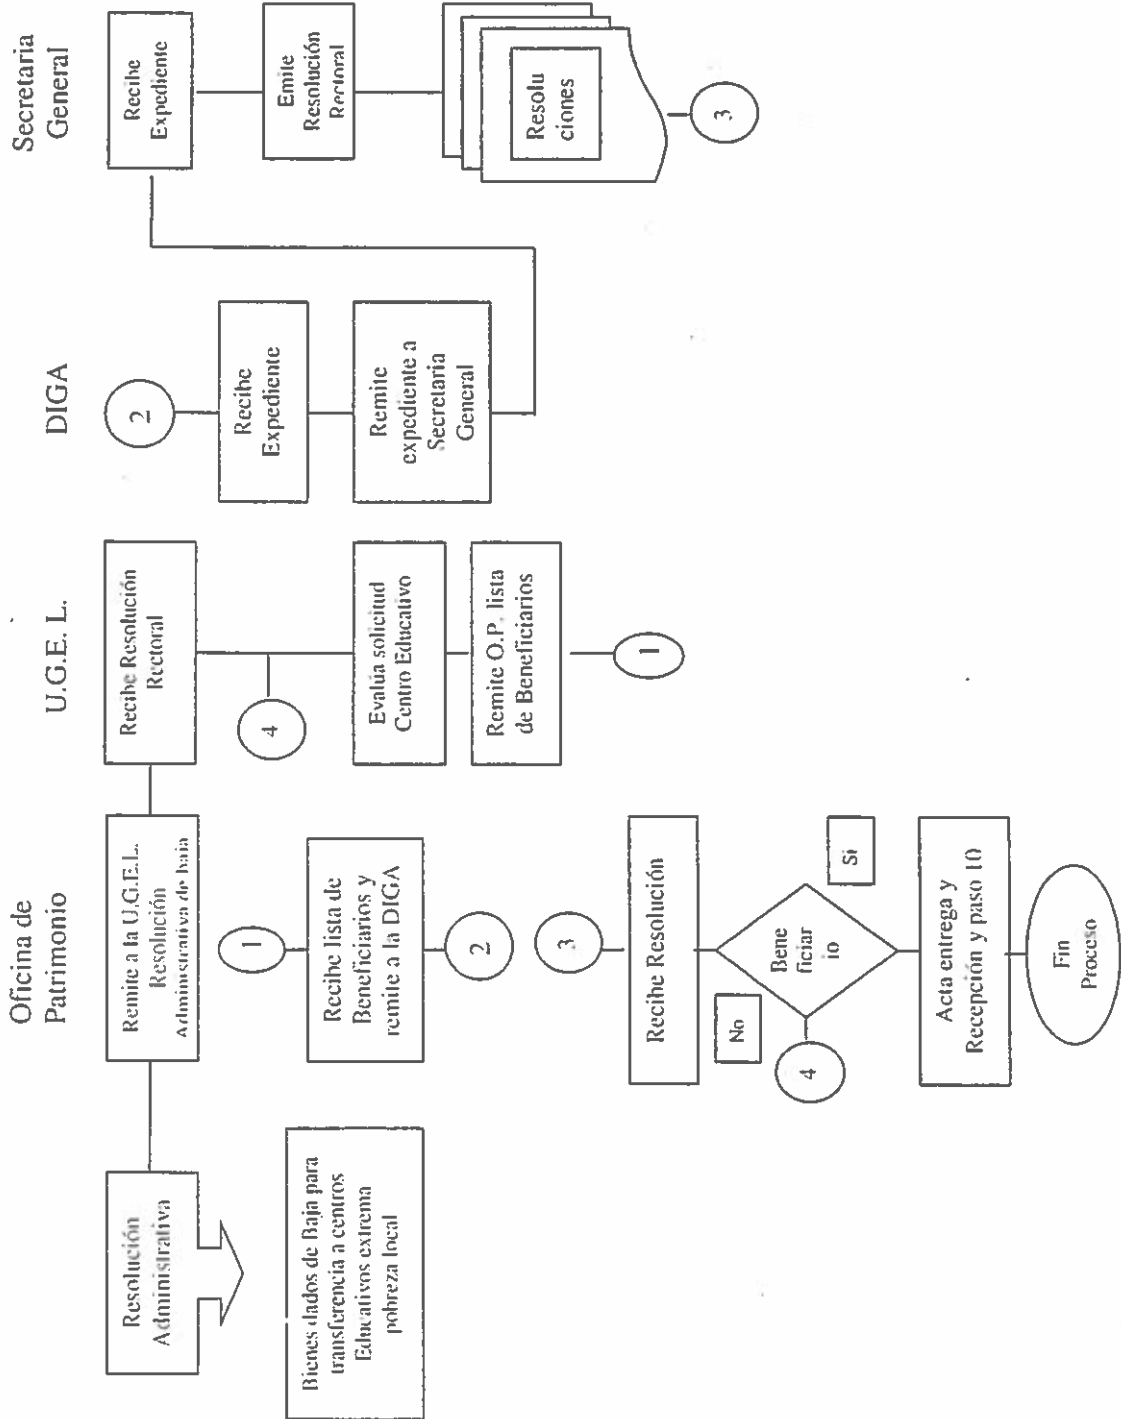 Resolución
Administrativa
Bienes dados de Baja para
transferencia a centros
Educativos extrema
pobreza local
Oficina de
Patrimonio
Remite a la U.G.E.L.
Resolución
Administrativa de baja
1
Recibe lista de
Beneficiarios y
remite a la DIGA
2
3
Recibe Resolución
No
Bene
ficiar
io
Si
4
Acta entrega y
Recepción y paso 10
Fin
Proceso
U.G.E. L.
Recibe Resolución
Rectoral
4
Evalúa solicitud
Centro Educativo
Remite O.P. lista
de Beneficiarios
1
DIGA
2
Recibe
Expediente
Remite
expediente a
Secretaria
General
Secretaria
General
Recibe
Expediente
Emite
Resolución
Rectoral
Resolu
ciones
3